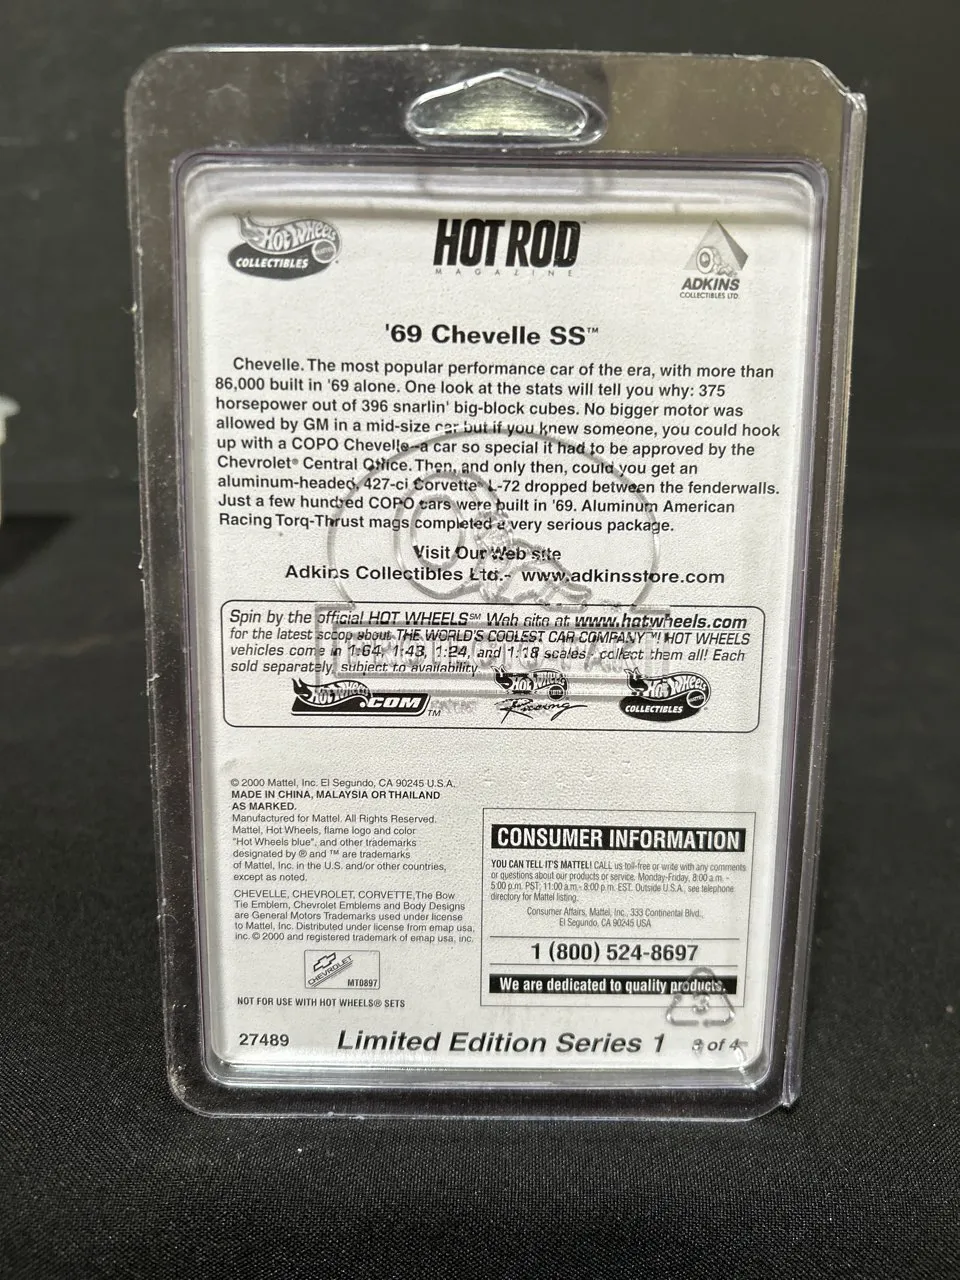 Hot Wheels
COLLECTIBLES
HOT ROD™
MAGAZINE
ADKINS
COLLECTIBLES LTD.
'69 Chevelle SS™
Chevelle. The most popular performance car of the era, with more than
86,000 built in '69 alone. One look at the stats will tell you why: 375
horsepower out of 396 snarlin' big-block cubes. No bigger motor was
allowed by GM in a mid-size car but if you knew someone, you could hook
up with a COPO Chevelle--a car so special it had to be approved by the
Chevrolet® Central Office. Then, and only then, could you get an
aluminum-headed, 427-ci Corvette L-72 dropped between the fenderwalls.
Just a few hundred COPO cars were built in '69. Aluminum American
Racing Torq-Thrust mags completed a very serious package.
Visit Our Web site
Adkins Collectibles Ltd.- www.adkinsstore.com
Spin by the official HOT WHEELS℠ Web site at www.hotwheels.com
for the latest scoop about THE WORLD'S COOLEST CAR COMPANY™! HOT WHEELS
vehicles come in 1:64, 1:43, 1:24, and 1:18 scales- collect them all! Each
sold separately, subject to availability.
Hot Wheels .COM™
Hot Wheels Racing
Hot Wheels COLLECTIBLES
© 2000 Mattel, Inc. El Segundo, CA 90245 U.S.A.
MADE IN CHINA, MALAYSIA OR THAILAND
AS MARKED.
Manufactured for Mattel. All Rights Reserved.
Mattel, Hot Wheels, flame logo and color
"Hot Wheels blue", and other trademarks
designated by ® and ™ are trademarks
of Mattel, Inc. in the U.S. and/or other countries,
except as noted.
CHEVELLE, CHEVROLET, CORVETTE, The Bow
Tie Emblem, Chevrolet Emblems and Body Designs
are General Motors Trademarks used under license
to Mattel, Inc. Distributed under license from emap usa,
inc. © 2000 and registered trademark of emap usa, inc.
CHEVROLET
MT0897
NOT FOR USE WITH HOT WHEELS® SETS
CONSUMER INFORMATION
YOU CAN TELL IT'S MATTEL! CALL us toll-free or write with any comments
or questions about our products or service. Monday-Friday, 8:00 a.m. -
5:00 p.m. PST, 11:00 a.m.- 8:00 p.m. EST. Outside U.S.A., see telephone
directory for Mattel listing.
Consumer Affairs, Mattel, Inc., 333 Continental Blvd.,
El Segundo, CA 90245 USA
1 (800) 524-8697
We are dedicated to quality products.
27489
Limited Edition Series 1
3 of 4